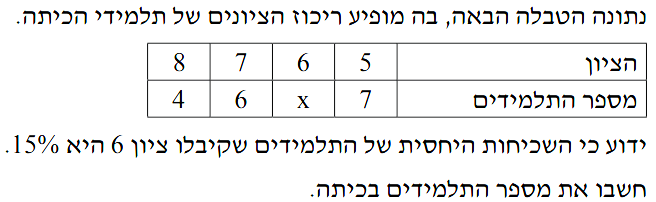 נתונה הטבלה הבאה, בה מופיע ריכוז הציונים של תלמידי הכיתה.
הציון 5 6 7 8
מספר התלמידים 7 x 6 4
ידוע כי השכיחות היחסית של התלמידים שקיבלו ציון 6 היא 15%.
חשבו את מספר התלמידים בכיתה.